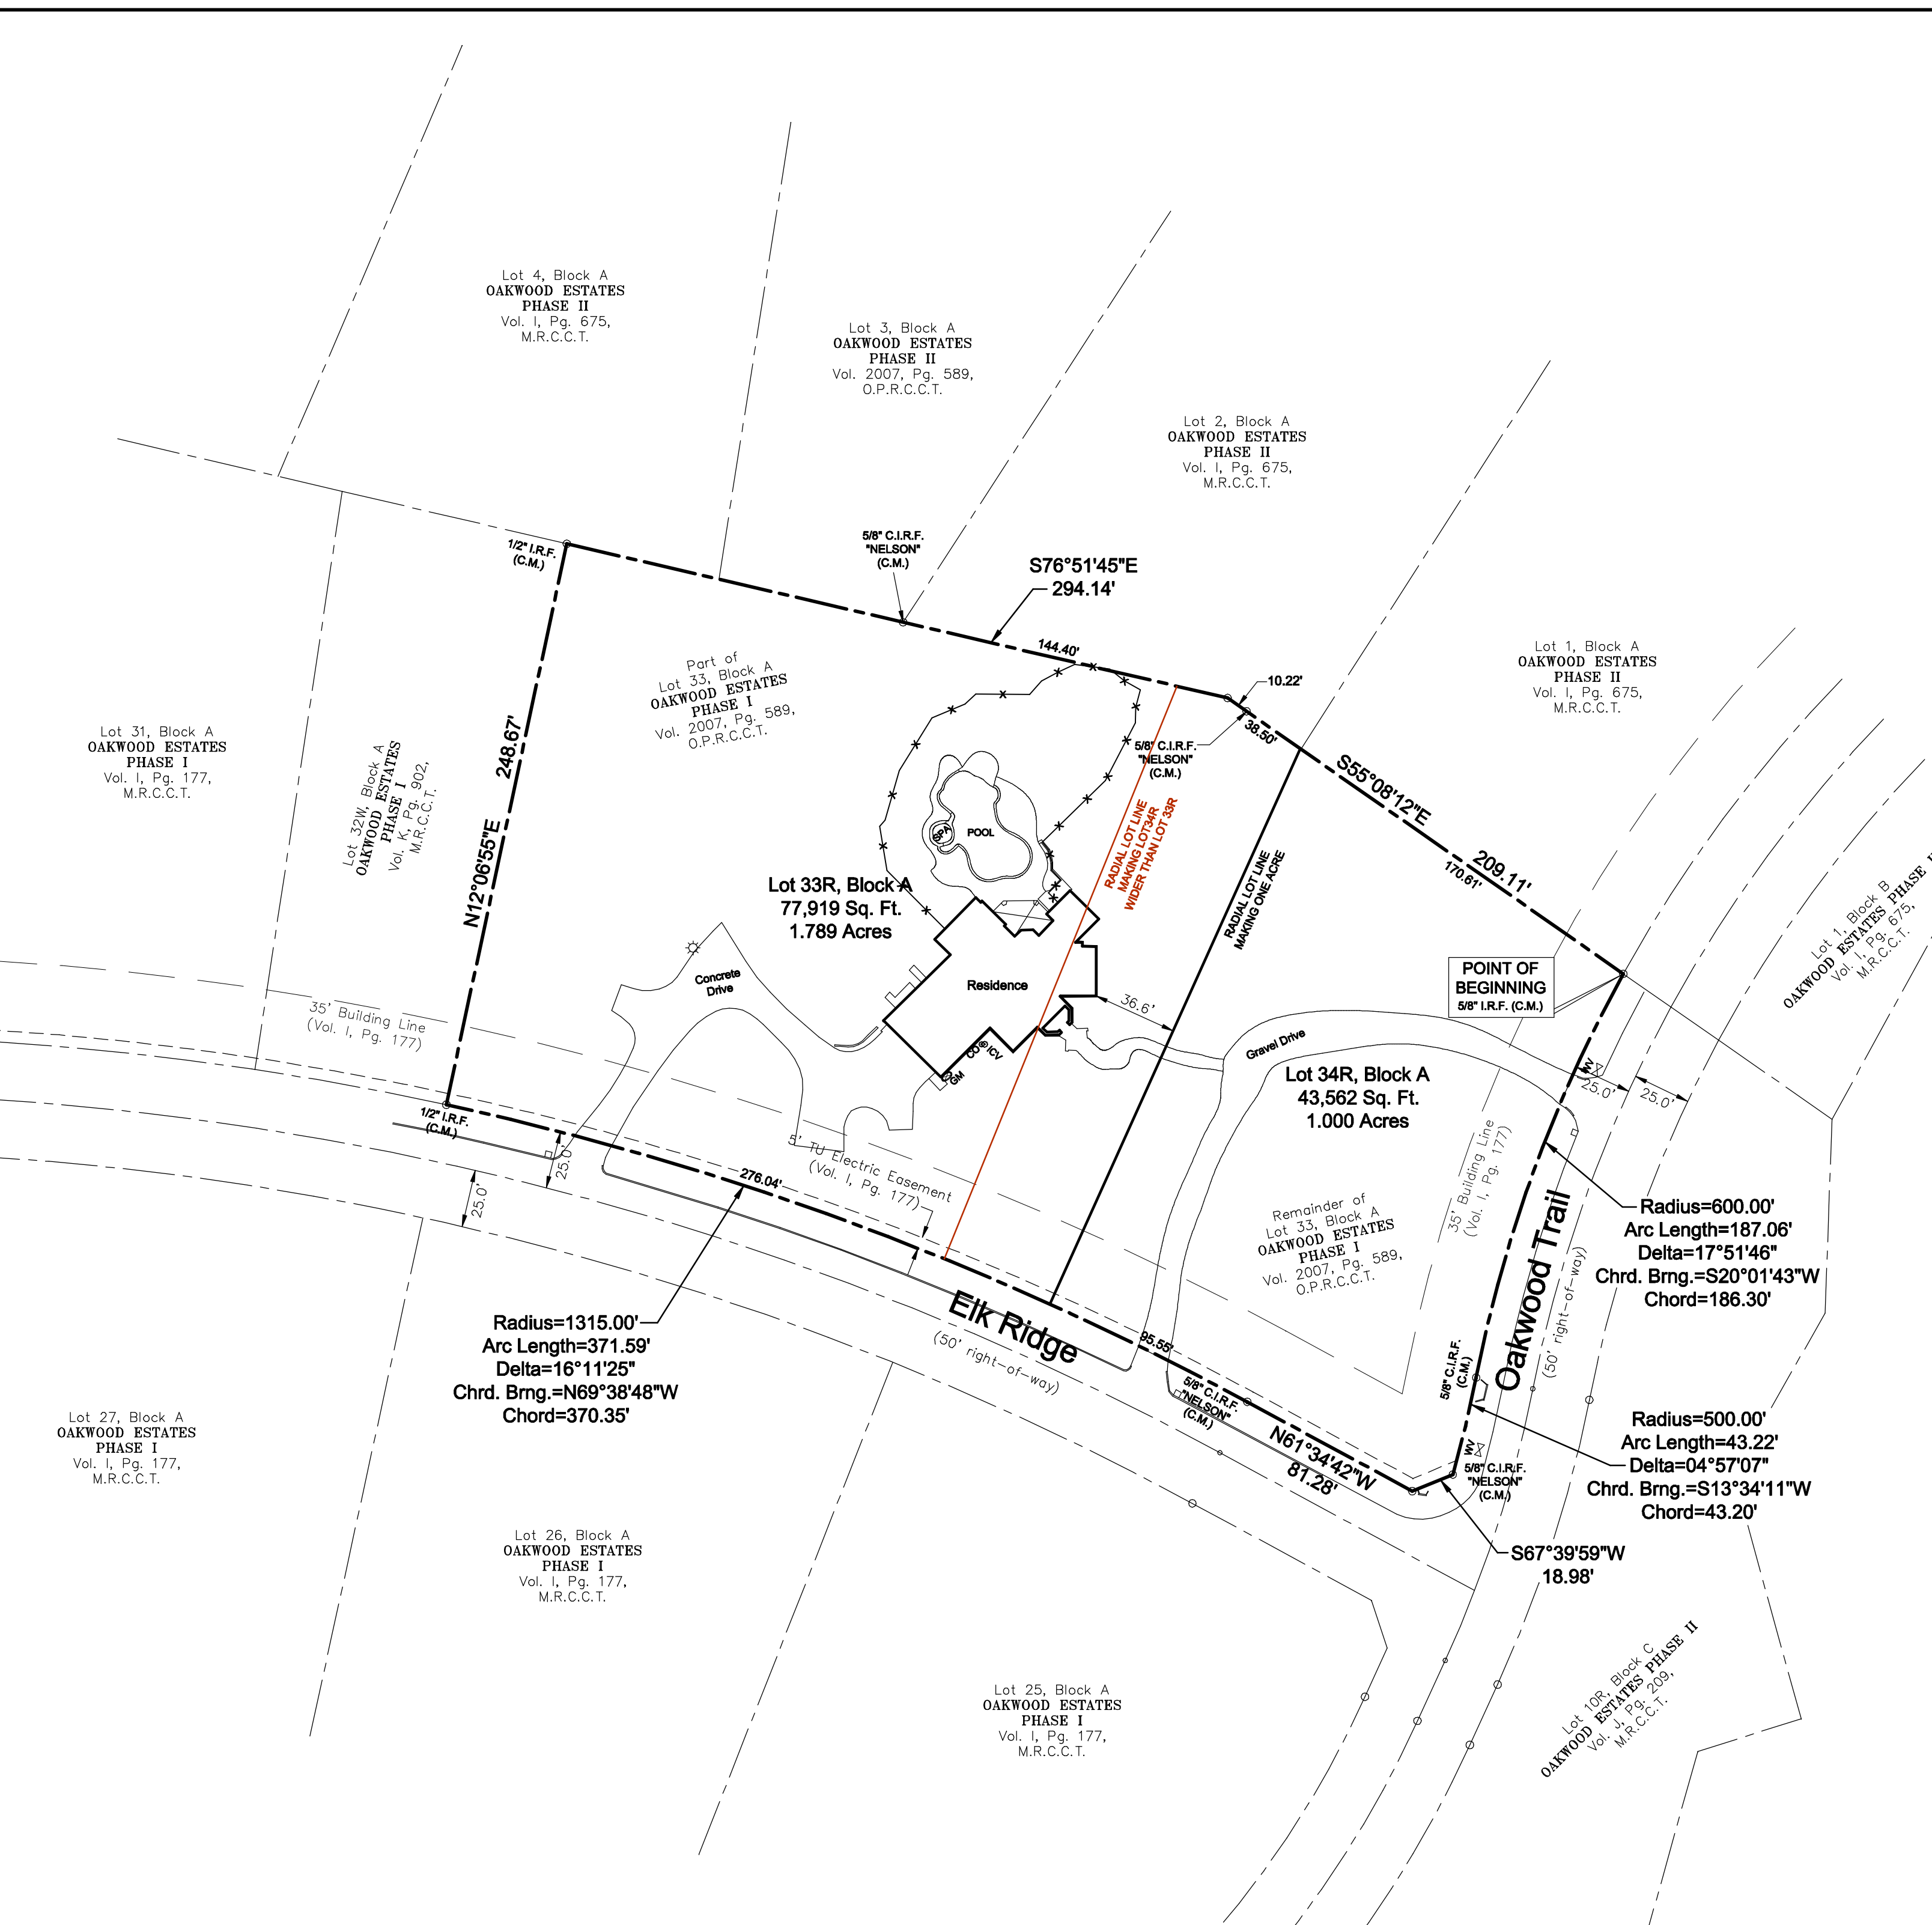 Lot 4, Block A
OAKWOOD ESTATES
PHASE II
Vol. I, Pg. 675,
M.R.C.C.T.
Lot 3, Block A
OAKWOOD ESTATES
PHASE II
Vol. 2007, Pg. 589,
O.P.R.C.C.T.
Lot 2, Block A
OAKWOOD ESTATES
PHASE II
Vol. I, Pg. 675,
M.R.C.C.T.
1/2" I.R.F.
(C.M.)
5/8" C.I.R.F.
"NELSON"
(C.M.)
S76°51'45"E
294.14'
144.40'
10.22'
38.50'
5/8" C.I.R.F.
"NELSON"
(C.M.)
Lot 1, Block A
OAKWOOD ESTATES
PHASE II
Vol. I, Pg. 675,
M.R.C.C.T.
Part of
Lot 33, Block A
OAKWOOD ESTATES
PHASE I
Vol. 2007, Pg. 589,
O.P.R.C.C.T.
Lot 31, Block A
OAKWOOD ESTATES
PHASE I
Vol. I, Pg. 177,
M.R.C.C.T.
Lot 32W, Block A
OAKWOOD ESTATES
PHASE I
Vol. K, Pg. 902,
M.R.C.C.T.
N12°06'55"E
248.67'
S55°08'12"E
209.11'
170.61'
RADIAL LOT LINE
MAKING LOT34R
WIDER THAN LOT 33R
RADIAL LOT LINE
MAKING ONE ACRE
SPA
POOL
Lot 33R, Block A
77,919 Sq. Ft.
1.789 Acres
Lot 1, Block B
OAKWOOD ESTATES PHASE
Vol. I, Pg. 675,
M.R.C.C.T.
Concrete
Drive
Residence
36.6'
POINT OF
BEGINNING
5/8" I.R.F. (C.M.)
35' Building Line
(Vol. I, Pg. 177)
CO
ICV
GM
Gravel Drive
WV
25.0'
25.0'
Lot 34R, Block A
43,562 Sq. Ft.
1.000 Acres
1/2" I.R.F.
(C.M.)
25.0'
25.0'
276.04'
5' TU Electric Easement
(Vol. I, Pg. 177)
35' Building Line
(Vol. I, Pg. 177)
Remainder of
Lot 33, Block A
OAKWOOD ESTATES
PHASE I
Vol. 2007, Pg. 589,
O.P.R.C.C.T.
Oakwood Trail
(50' right-of-way)
Radius=600.00'
Arc Length=187.06'
Delta=17°51'46"
Chrd. Brng.=S20°01'43"W
Chord=186.30'
Radius=1315.00'
Arc Length=371.59'
Delta=16°11'25"
Chrd. Brng.=N69°38'48"W
Chord=370.35'
Elk Ridge
(50' right-of-way)
95.55'
5/8" C.I.R.F.
"NELSON"
(C.M.)
5/8" C.I.R.F.
(C.M.)
N61°34'42"W
81.28'
WV
5/8" C.I.R.F.
"NELSON"
(C.M.)
Radius=500.00'
Arc Length=43.22'
Delta=04°57'07"
Chrd. Brng.=S13°34'11"W
Chord=43.20'
S67°39'59"W
18.98'
Lot 27, Block A
OAKWOOD ESTATES
PHASE I
Vol. I, Pg. 177,
M.R.C.C.T.
Lot 26, Block A
OAKWOOD ESTATES
PHASE I
Vol. I, Pg. 177,
M.R.C.C.T.
Lot 25, Block A
OAKWOOD ESTATES
PHASE I
Vol. I, Pg. 177,
M.R.C.C.T.
Lot 10R, Block C
OAKWOOD ESTATES PHASE II
Vol. J, Pg. 209,
M.R.C.C.T.